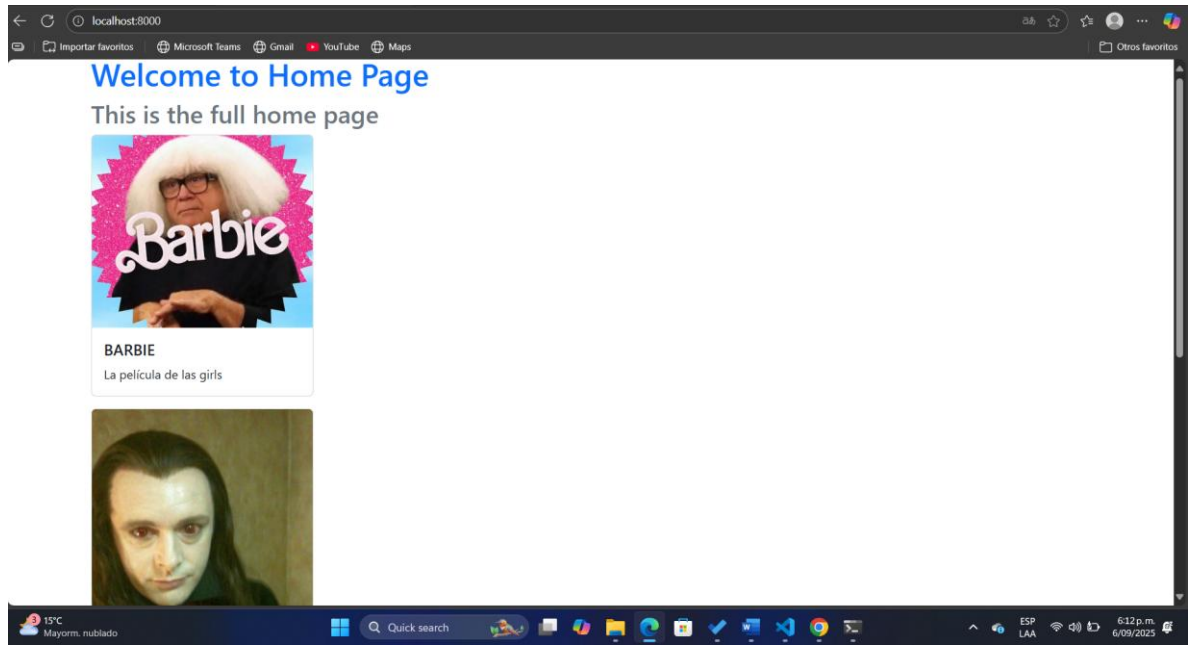 localhost:8000
Importar favoritos Microsoft Teams Gmail YouTube Maps Otros favoritos
Welcome to Home Page
This is the full home page
Barbie
BARBIE
La película de las girls
3 15°C
Mayorm. nublado
Quick search
ESP
LAA
6:12 p.m.
6/09/2025